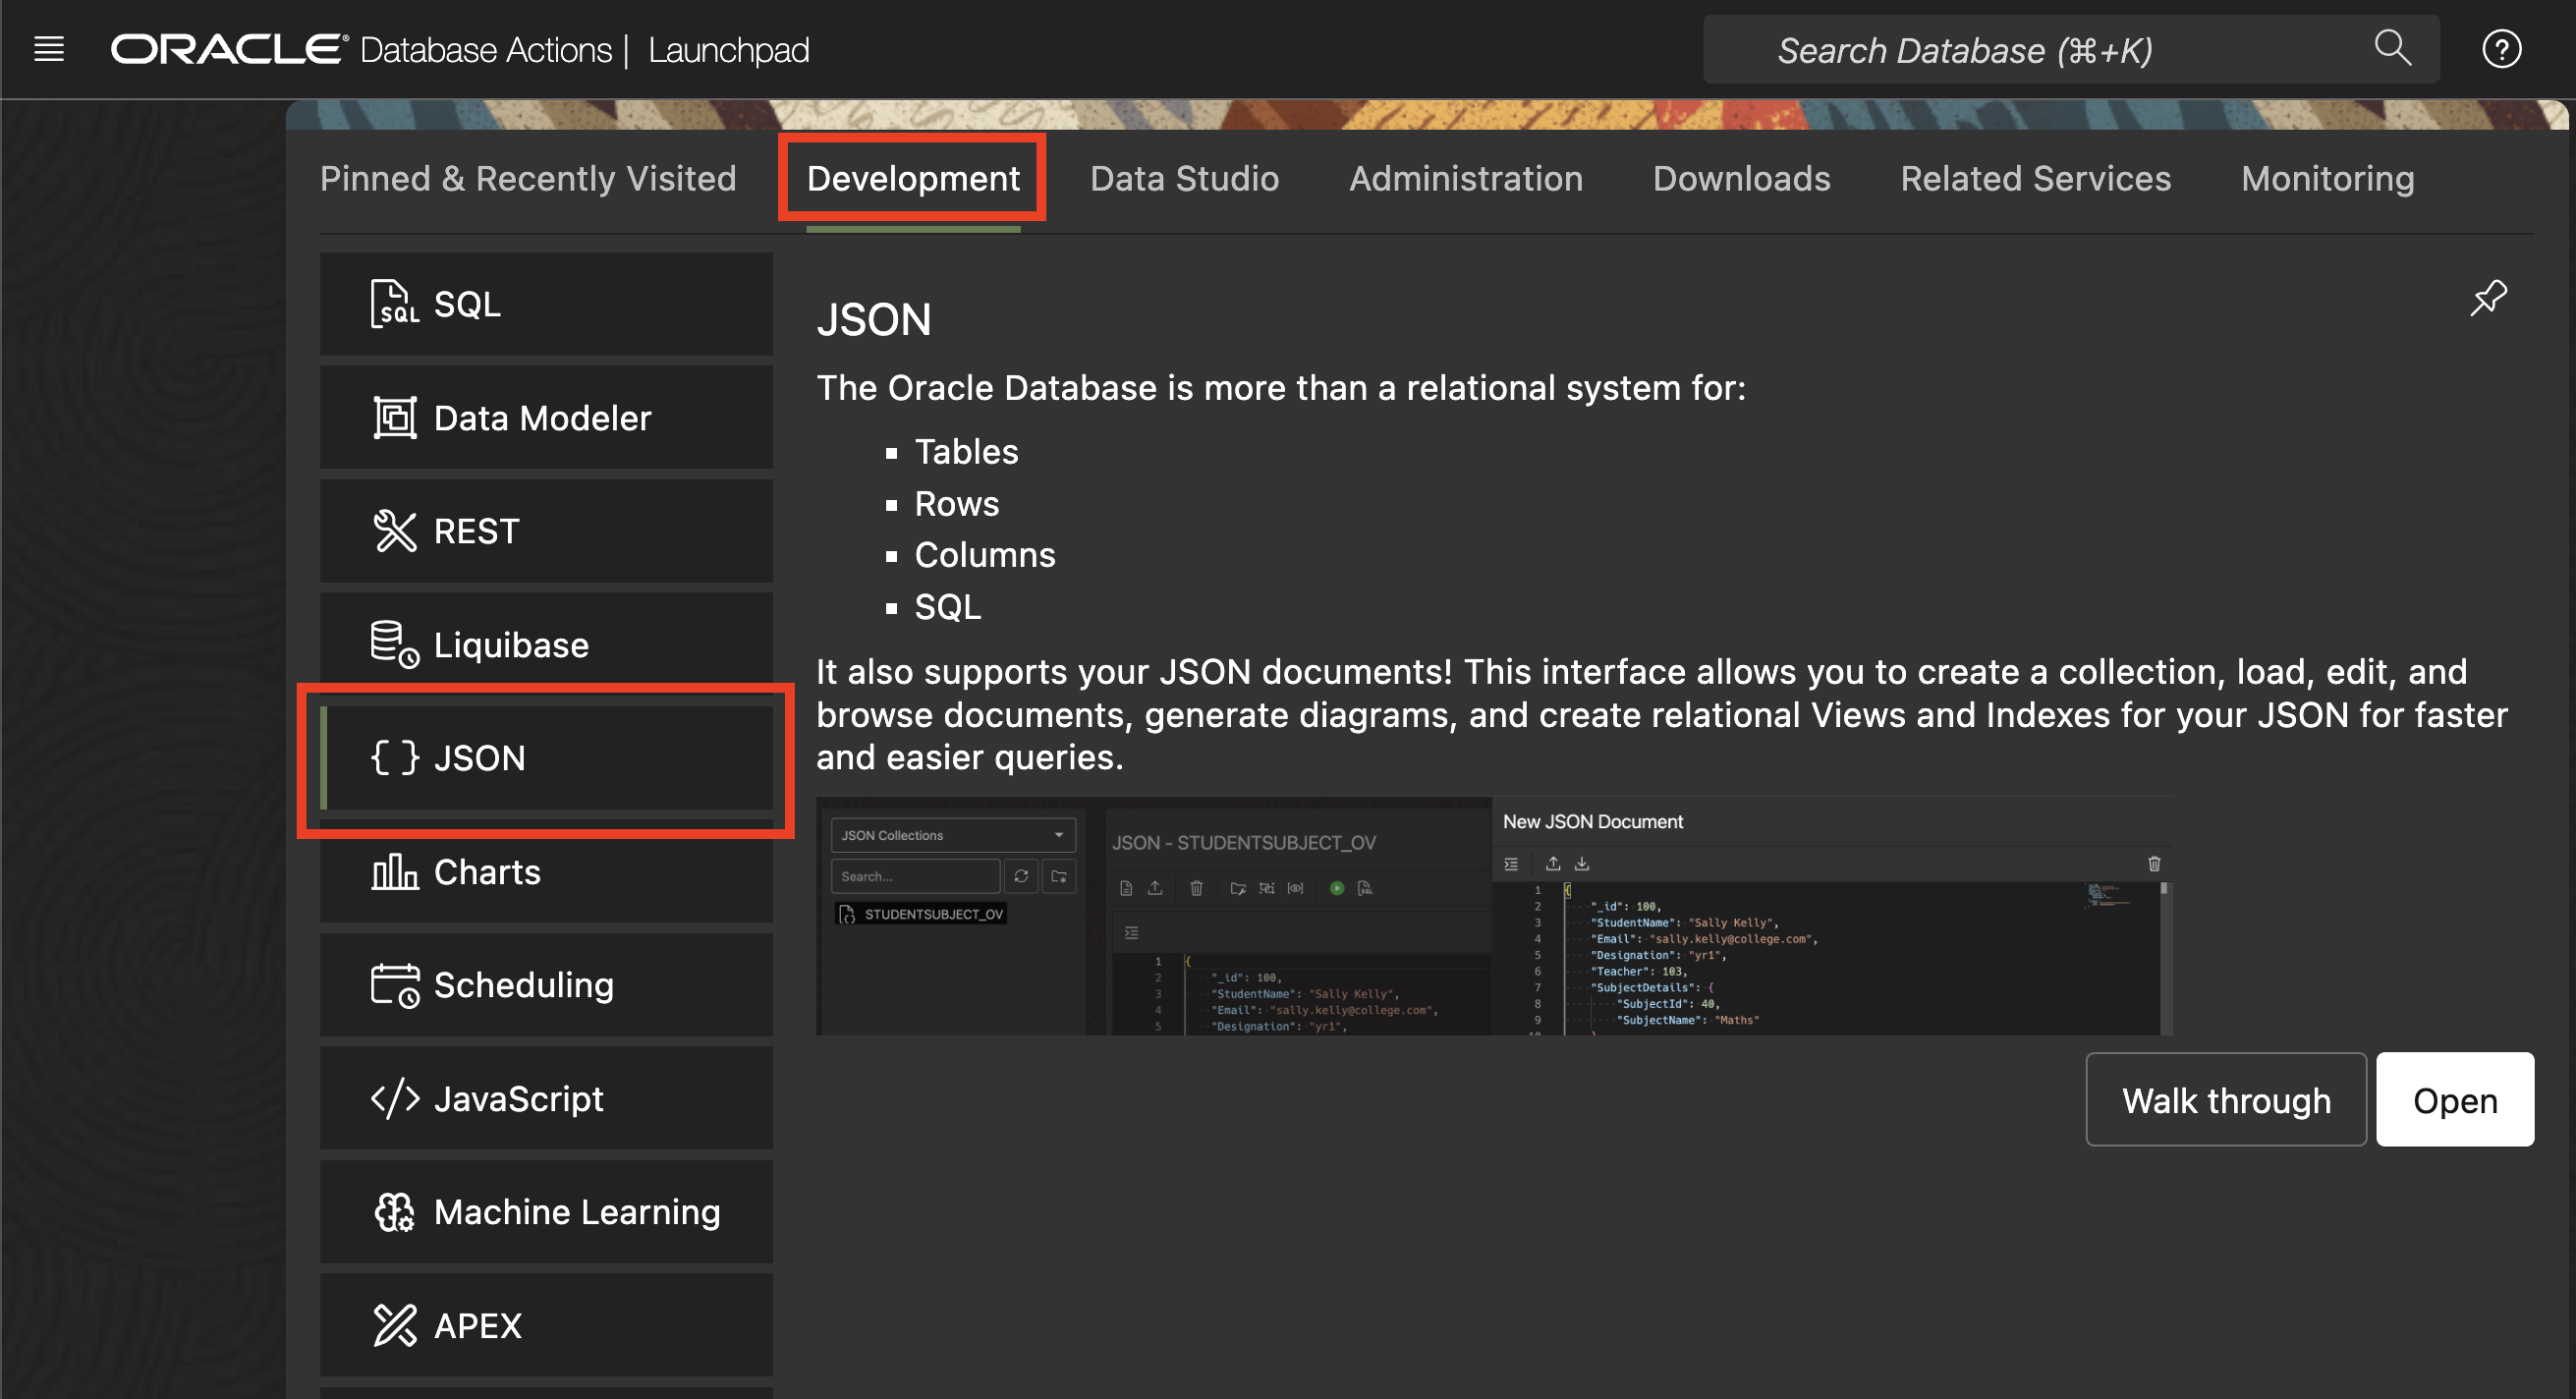 ORACLE® Database Actions | Launchpad
Search Database (⌘+K)
Pinned & Recently Visited
Development
Data Studio
Administration
Downloads
Related Services
Monitoring
SQL
Data Modeler
REST
Liquibase
{ } JSON
Charts
Scheduling
</> JavaScript
Machine Learning
APEX
JSON
The Oracle Database is more than a relational system for:
▪ Tables
▪ Rows
▪ Columns
▪ SQL
It also supports your JSON documents! This interface allows you to create a collection, load, edit, and
browse documents, generate diagrams, and create relational Views and Indexes for your JSON for faster
and easier queries.
JSON Collections
Search...
STUDENTSUBJECT_OV
JSON - STUDENTSUBJECT_OV
1 {
2 "_id": 100,
3 "StudentName": "Sally Kelly",
4 "Email": "sally.kelly@college.com",
5 "Designation": "yr1",
New JSON Document
1 {
2 "_id": 100,
3 "StudentName": "Sally Kelly",
4 "Email": "sally.kelly@college.com",
5 "Designation": "yr1",
6 "Teacher": 103,
7 "SubjectDetails": {
8 "SubjectId": 40,
9 "SubjectName": "Maths"
Walk through
Open